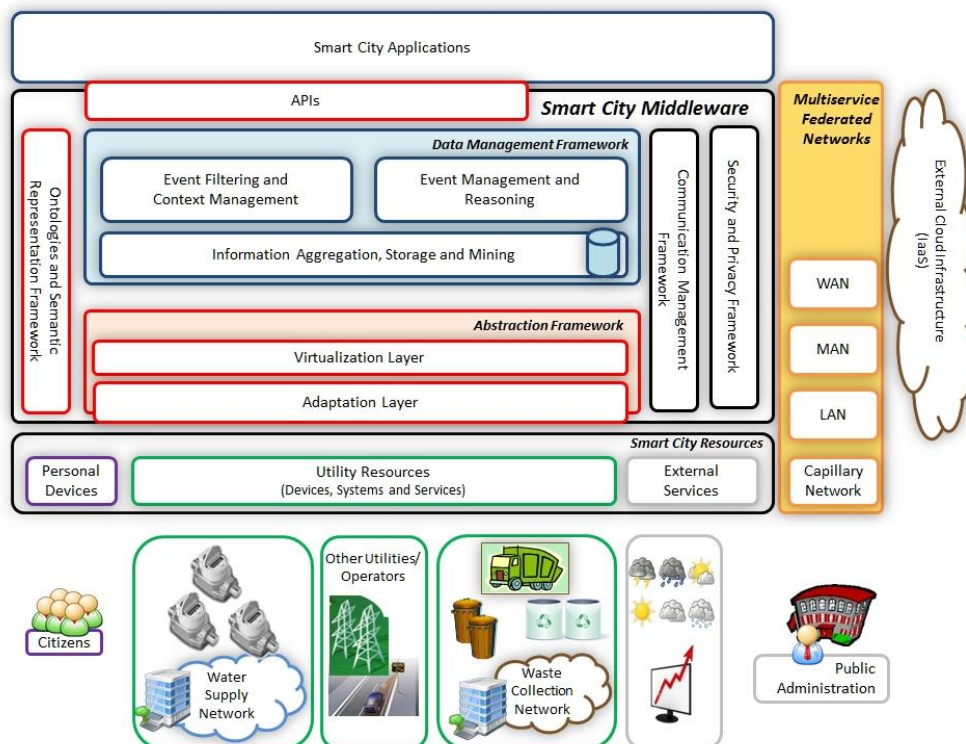 Smart City Applications
APIs
Smart City Middleware
Ontologies and Semantic
Representation Framework
Data Management Framework
Event Filtering and
Context Management
Event Management and
Reasoning
Information Aggregation, Storage and Mining
Abstraction Framework
Virtualization Layer
Adaptation Layer
Communication Management
Framework
Security and Privacy Framework
Multiservice
Federated
Networks
WAN
MAN
LAN
Capillary
Network
External Cloud Infrastructure
(IaaS)
Smart City Resources
Personal
Devices
Utility Resources
(Devices, Systems and Services)
External
Services
Citizens
Water
Supply
Network
Other Utilities/
Operators
Waste
Collection
Network
Public
Administration